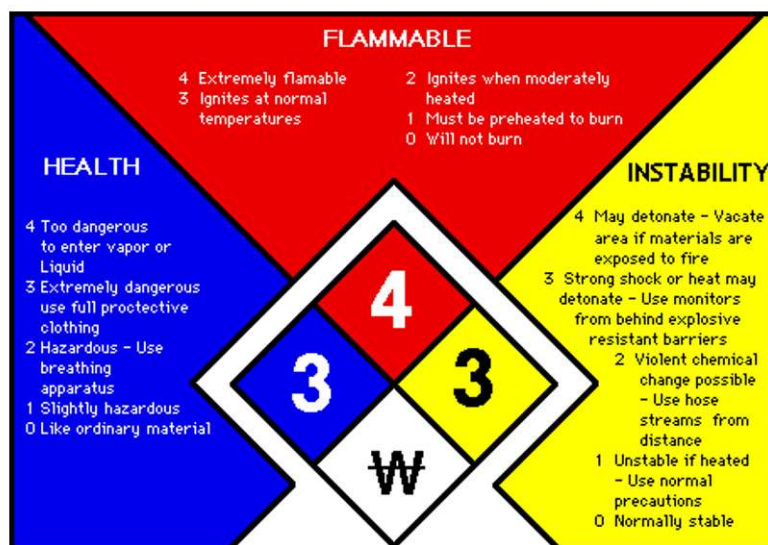 FLAMMABLE
4 Extremely flamable
3 Ignites at normal
temperatures
2 Ignites when moderately
heated
1 Must be preheated to burn
0 Will not burn
HEALTH
4 Too dangerous
to enter vapor or
Liquid
3 Extremely dangerous
use full proctective
clothing
2 Hazardous - Use
breathing
apparatus
1 Slightly hazardous
0 Like ordinary material
INSTABILITY
4 May detonate - Vacate
area if materials are
exposed to fire
3 Strong shock or heat may
detonate - Use monitors
from behind explosive
resistant barriers
2 Violent chemical
change possible
- Use hose
streams from
distance
1 Unstable if heated
- Use normal
precautions
0 Normally stable
4
3
3
W